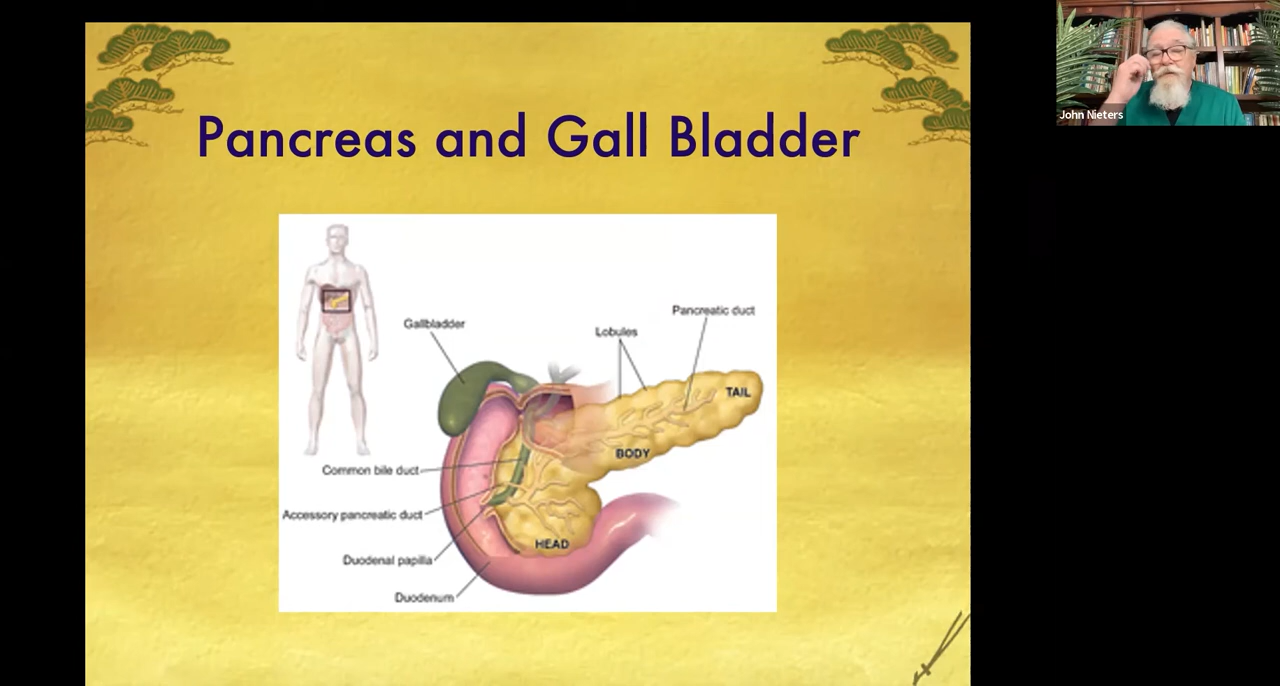 Pancreas and Gall Bladder
John Nieters
Pancreatic duct
Gallbladder
Lobules
TAIL
BODY
Common bile duct
Accessory pancreatic duct
HEAD
Duodenal papilla
Duodenum